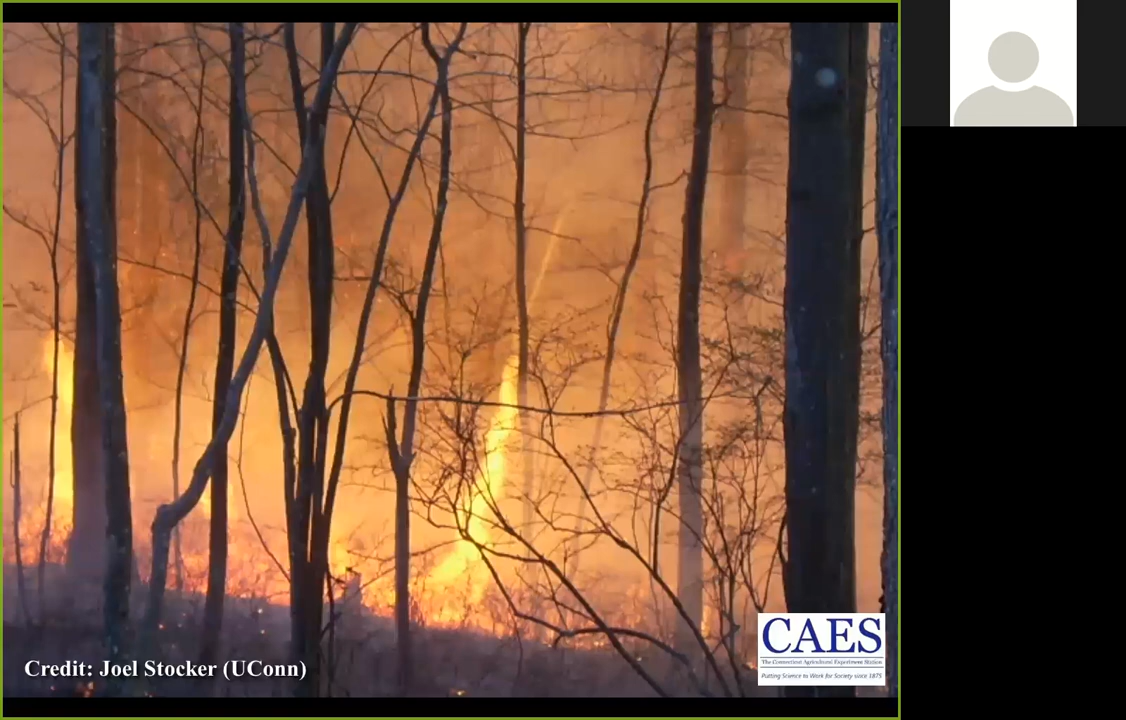 Credit: Joel Stocker (UConn)
CAES
The Connecticut Agricultural Experiment Station
Putting Science to Work for Society since 1875